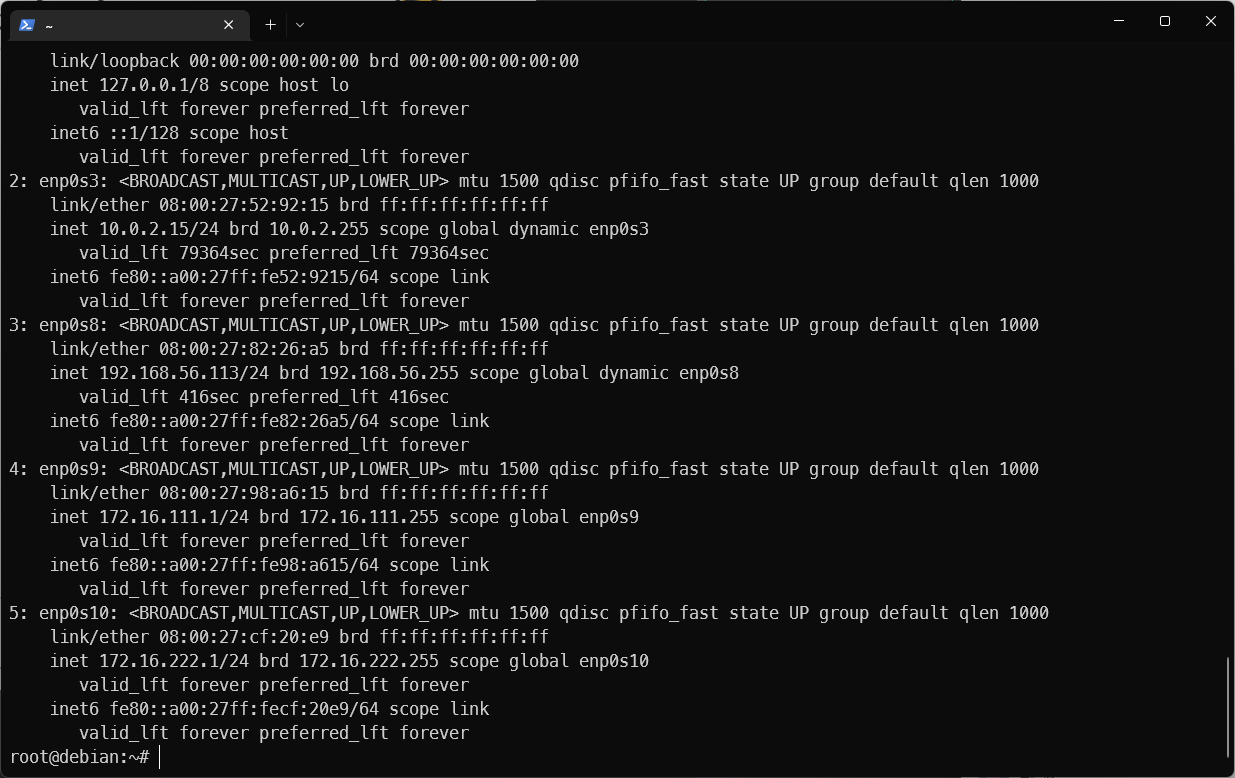 ~
link/loopback 00:00:00:00:00:00 brd 00:00:00:00:00:00
inet 127.0.0.1/8 scope host lo
valid_lft forever preferred_lft forever
inet6 ::1/128 scope host
valid_lft forever preferred_lft forever
2: enp0s3: <BROADCAST,MULTICAST,UP,LOWER_UP> mtu 1500 qdisc pfifo_fast state UP group default qlen 1000
link/ether 08:00:27:52:92:15 brd ff:ff:ff:ff:ff:ff
inet 10.0.2.15/24 brd 10.0.2.255 scope global dynamic enp0s3
valid_lft 79364sec preferred_lft 79364sec
inet6 fe80::a00:27ff:fe52:9215/64 scope link
valid_lft forever preferred_lft forever
3: enp0s8: <BROADCAST,MULTICAST,UP,LOWER_UP> mtu 1500 qdisc pfifo_fast state UP group default qlen 1000
link/ether 08:00:27:82:26:a5 brd ff:ff:ff:ff:ff:ff
inet 192.168.56.113/24 brd 192.168.56.255 scope global dynamic enp0s8
valid_lft 416sec preferred_lft 416sec
inet6 fe80::a00:27ff:fe82:26a5/64 scope link
valid_lft forever preferred_lft forever
4: enp0s9: <BROADCAST,MULTICAST,UP,LOWER_UP> mtu 1500 qdisc pfifo_fast state UP group default qlen 1000
link/ether 08:00:27:98:a6:15 brd ff:ff:ff:ff:ff:ff
inet 172.16.111.1/24 brd 172.16.111.255 scope global enp0s9
valid_lft forever preferred_lft forever
inet6 fe80::a00:27ff:fe98:a615/64 scope link
valid_lft forever preferred_lft forever
5: enp0s10: <BROADCAST,MULTICAST,UP,LOWER_UP> mtu 1500 qdisc pfifo_fast state UP group default qlen 1000
link/ether 08:00:27:cf:20:e9 brd ff:ff:ff:ff:ff:ff
inet 172.16.222.1/24 brd 172.16.222.255 scope global enp0s10
valid_lft forever preferred_lft forever
inet6 fe80::a00:27ff:fecf:20e9/64 scope link
valid_lft forever preferred_lft forever
root@debian:~#